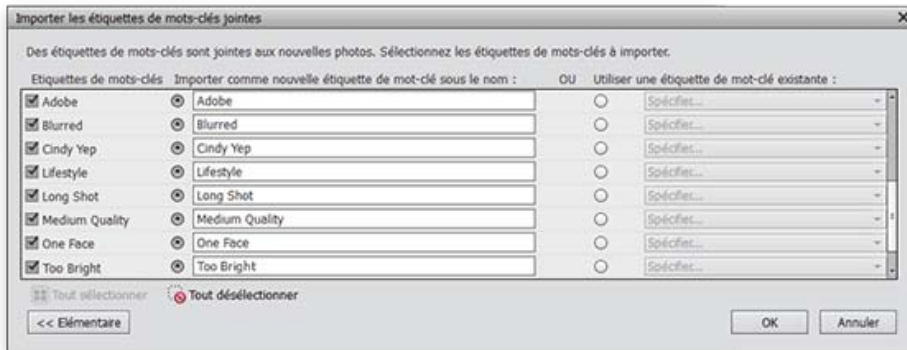 Importer les étiquettes de mots-clés jointes
Des étiquettes de mots-clés sont jointes aux nouvelles photos. Sélectionnez les étiquettes de mots-clés à importer.
Etiquettes de mots-clés Importer comme nouvelle étiquette de mot-clé sous le nom : OU Utiliser une étiquette de mot-clé existante :
Adobe Adobe Spécifier...
Blurred Blurred Spécifier...
Cindy Yep Cindy Yep Spécifier...
Lifestyle Lifestyle Spécifier...
Long Shot Long Shot Spécifier...
Medium Quality Medium Quality Spécifier...
One Face One Face Spécifier...
Too Bright Too Bright Spécifier...
Tout sélectionner Tout désélectionner
<< Elémentaire OK Annuler